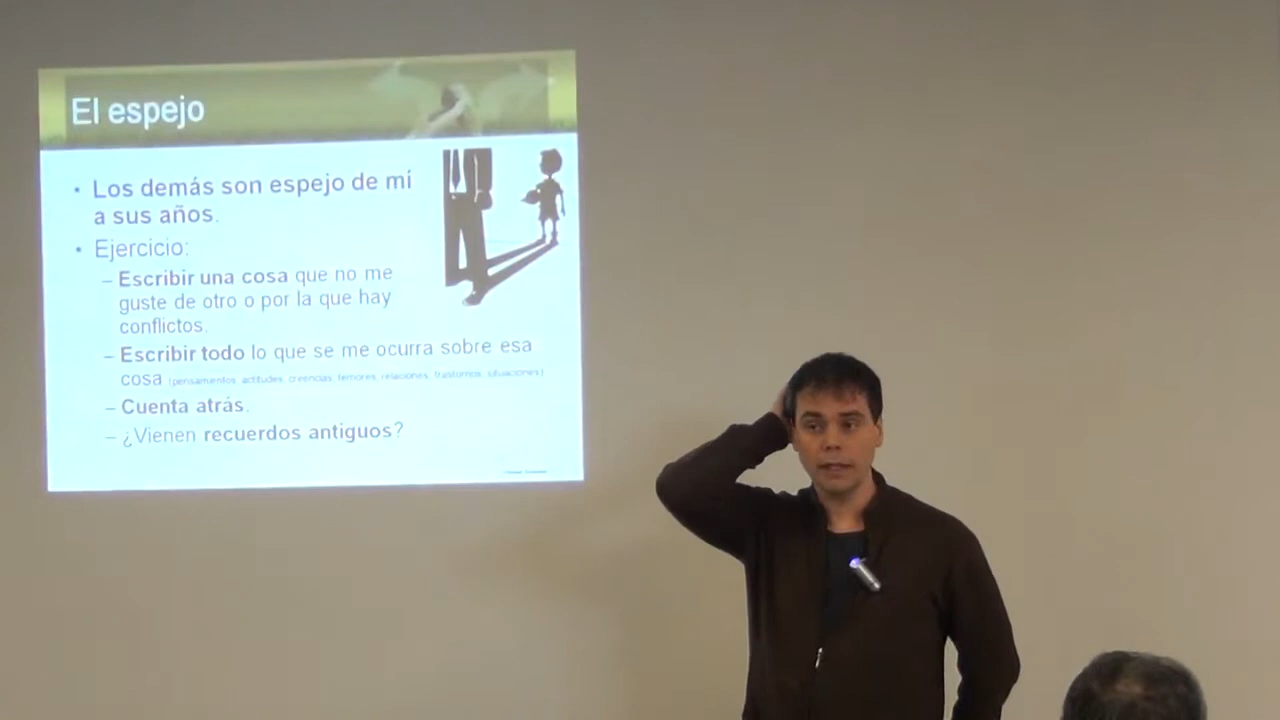 El espejo
• Los demás son espejo de mí
a sus años.
• Ejercicio:
– Escribir una cosa que no me
guste de otro o por la que hay
conflictos.
– Escribir todo lo que se me ocurra sobre esa
cosa (pensamientos, actitudes, creencias, temores, relaciones, trastornos, situaciones)
– Cuenta atrás.
– ¿Vienen recuerdos antiguos?